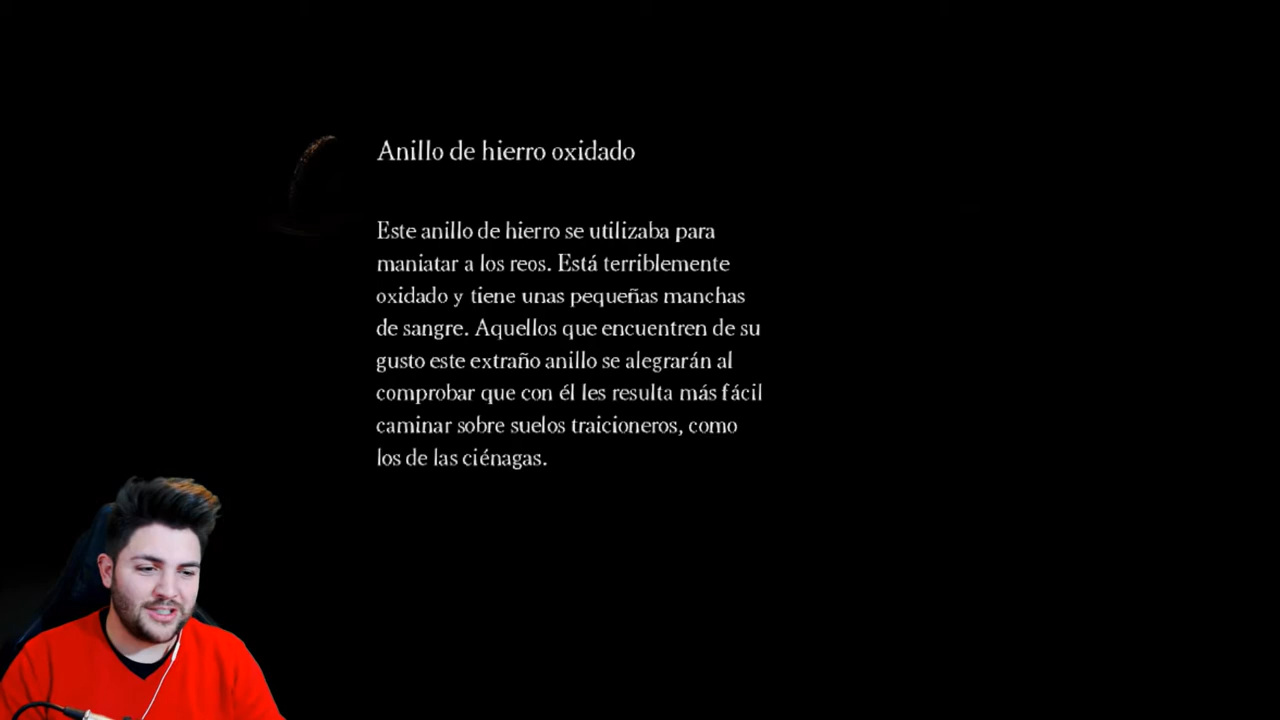 Anillo de hierro oxidado
Este anillo de hierro se utilizaba para
maniatar a los reos. Está terriblemente
oxidado y tiene unas pequeñas manchas
de sangre. Aquellos que encuentren de su
gusto este extraño anillo se alegrarán al
comprobar que con él les resulta más fácil
caminar sobre suelos traicioneros, como
los de las ciénagas.